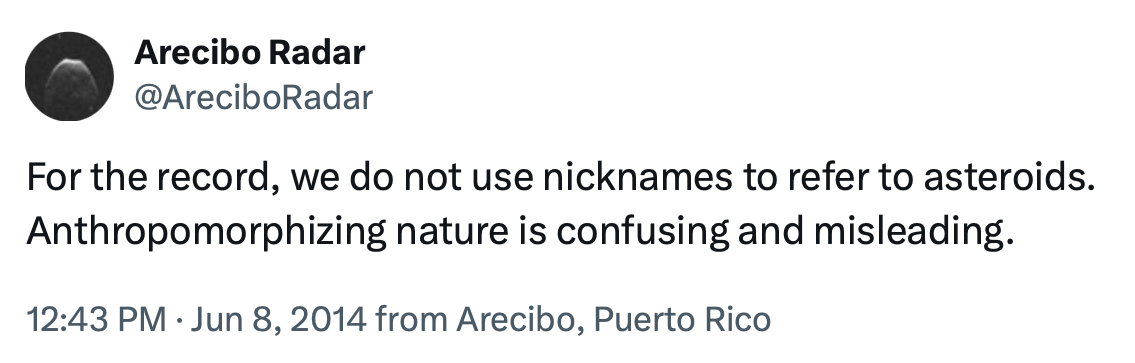 Arecibo Radar
@AreciboRadar
For the record, we do not use nicknames to refer to asteroids.
Anthropomorphizing nature is confusing and misleading.
12:43 PM · Jun 8, 2014 from Arecibo, Puerto Rico